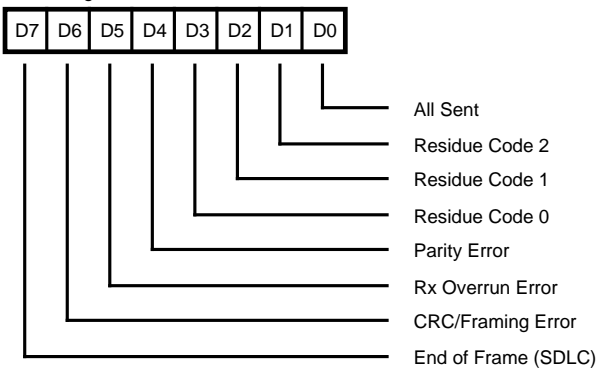 D7 D6 D5 D4 D3 D2 D1 D0
All Sent
Residue Code 2
Residue Code 1
Residue Code 0
Parity Error
Rx Overrun Error
CRC/Framing Error
End of Frame (SDLC)